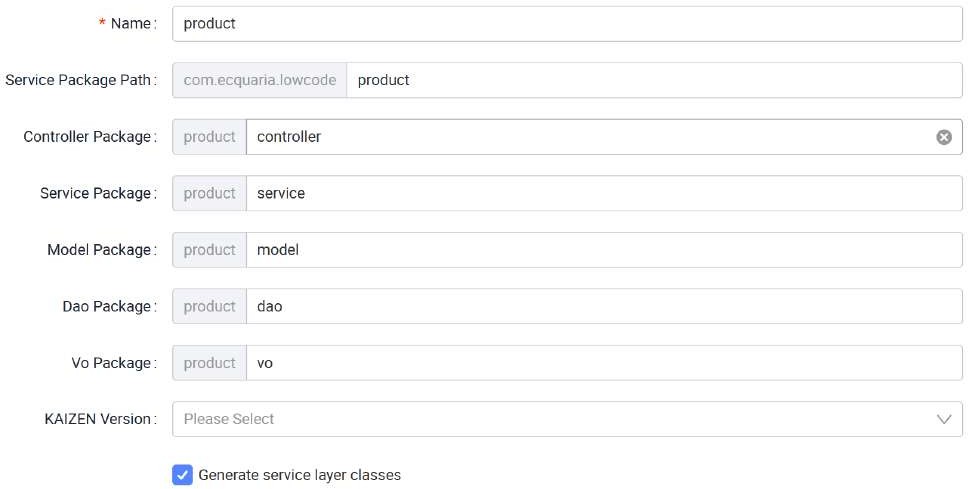 * Name : product
Service Package Path : com.ecquaria.lowcode product
Controller Package : product controller
Service Package : product service
Model Package : product model
Dao Package : product dao
Vo Package : product vo
KAIZEN Version : Please Select
Generate service layer classes